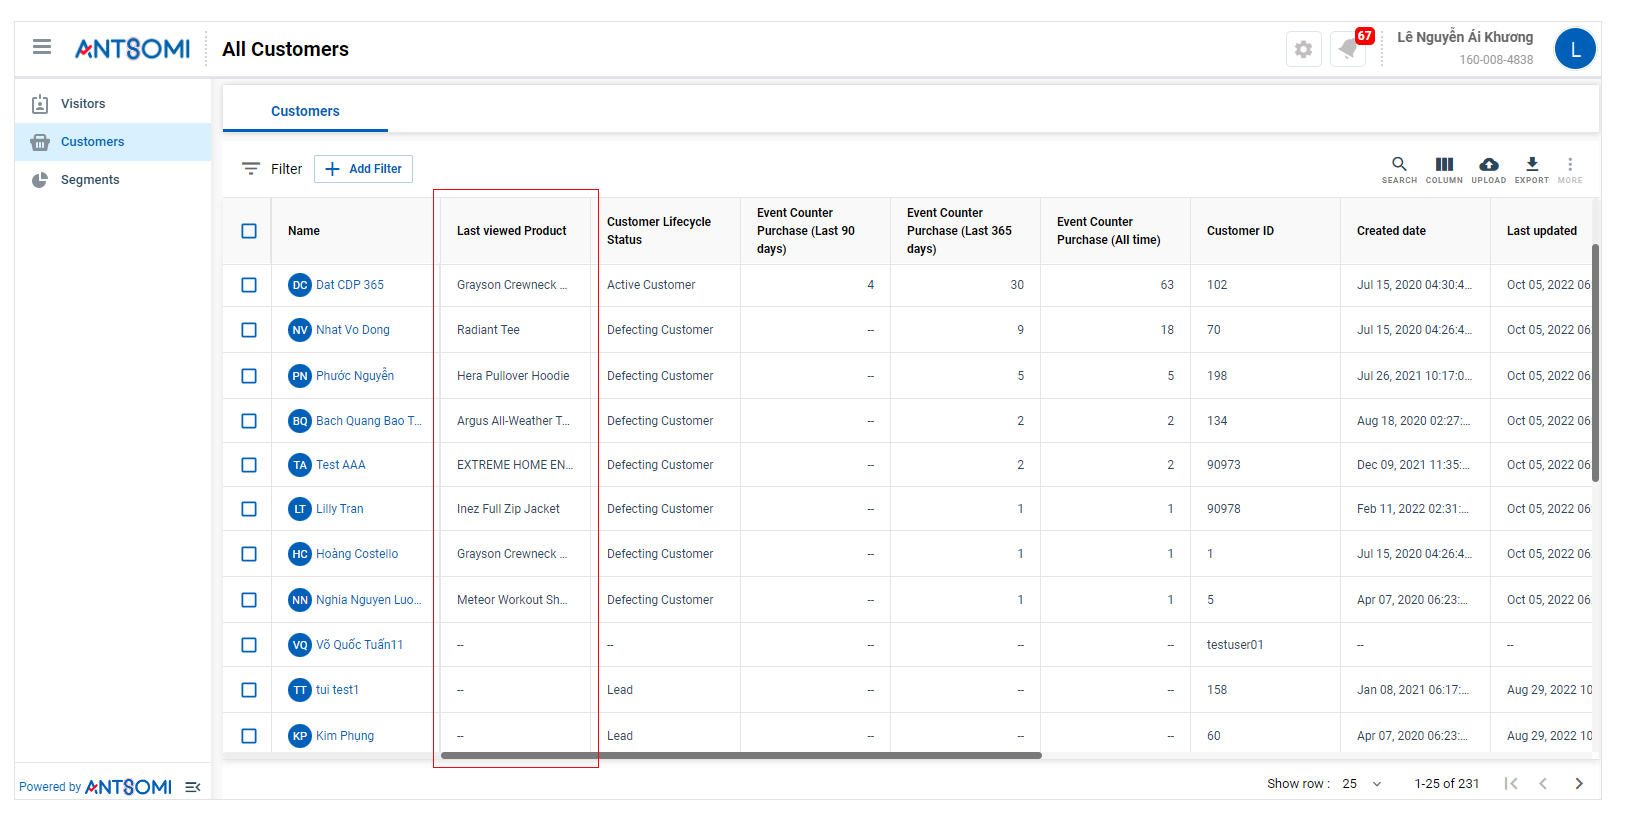 ANTSOMI
All Customers
67
Lê Nguyễn Ái Khương
160-008-4838
L
Visitors
Customers
Segments
Customers
Filter
Add Filter
SEARCH
COLUMN
UPLOAD
EXPORT
MORE
Name
Last viewed Product
Customer Lifecycle
Status
Event Counter
Purchase (Last 90
days)
Event Counter
Purchase (Last 365
days)
Event Counter
Purchase (All time)
Customer ID
Created date
Last updated
DC Dat CDP 365 Grayson Crewneck ... Active Customer 4 30 63 102 Jul 15, 2020 04:30:4... Oct 05, 2022 06
NV Nhat Vo Dong Radiant Tee Defecting Customer -- 9 18 70 Jul 15, 2020 04:26:4... Oct 05, 2022 06
PN Phước Nguyễn Hera Pullover Hoodie Defecting Customer -- 5 5 198 Jul 26, 2021 10:17:0... Oct 05, 2022 06
BQ Bach Quang Bao T... Argus All-Weather T... Defecting Customer -- 2 2 134 Aug 18, 2020 02:27:... Oct 05, 2022 06
TA Test AAA EXTREME HOME EN... Defecting Customer -- 2 2 90973 Dec 09, 2021 11:35:... Oct 05, 2022 06
LT Lilly Tran Inez Full Zip Jacket Defecting Customer -- 1 1 90978 Feb 11, 2022 02:31:... Oct 05, 2022 06
HC Hoàng Costello Grayson Crewneck ... Defecting Customer -- 1 1 1 Jul 15, 2020 04:26:4... Oct 05, 2022 06
NN Nghia Nguyen Luo... Meteor Workout Sh... Defecting Customer -- 1 1 5 Apr 07, 2020 06:23:... Oct 05, 2022 06
VQ Võ Quốc Tuấn11 -- -- -- -- -- testuser01 -- --
TT tui test1 -- Lead -- -- -- 158 Jan 08, 2021 06:17:... Aug 29, 2022 10
KP Kim Phụng -- Lead -- -- -- 60 Apr 07, 2020 06:23:... Aug 29, 2022 10
Powered by ANTSOMI
Show row : 25
1-25 of 231